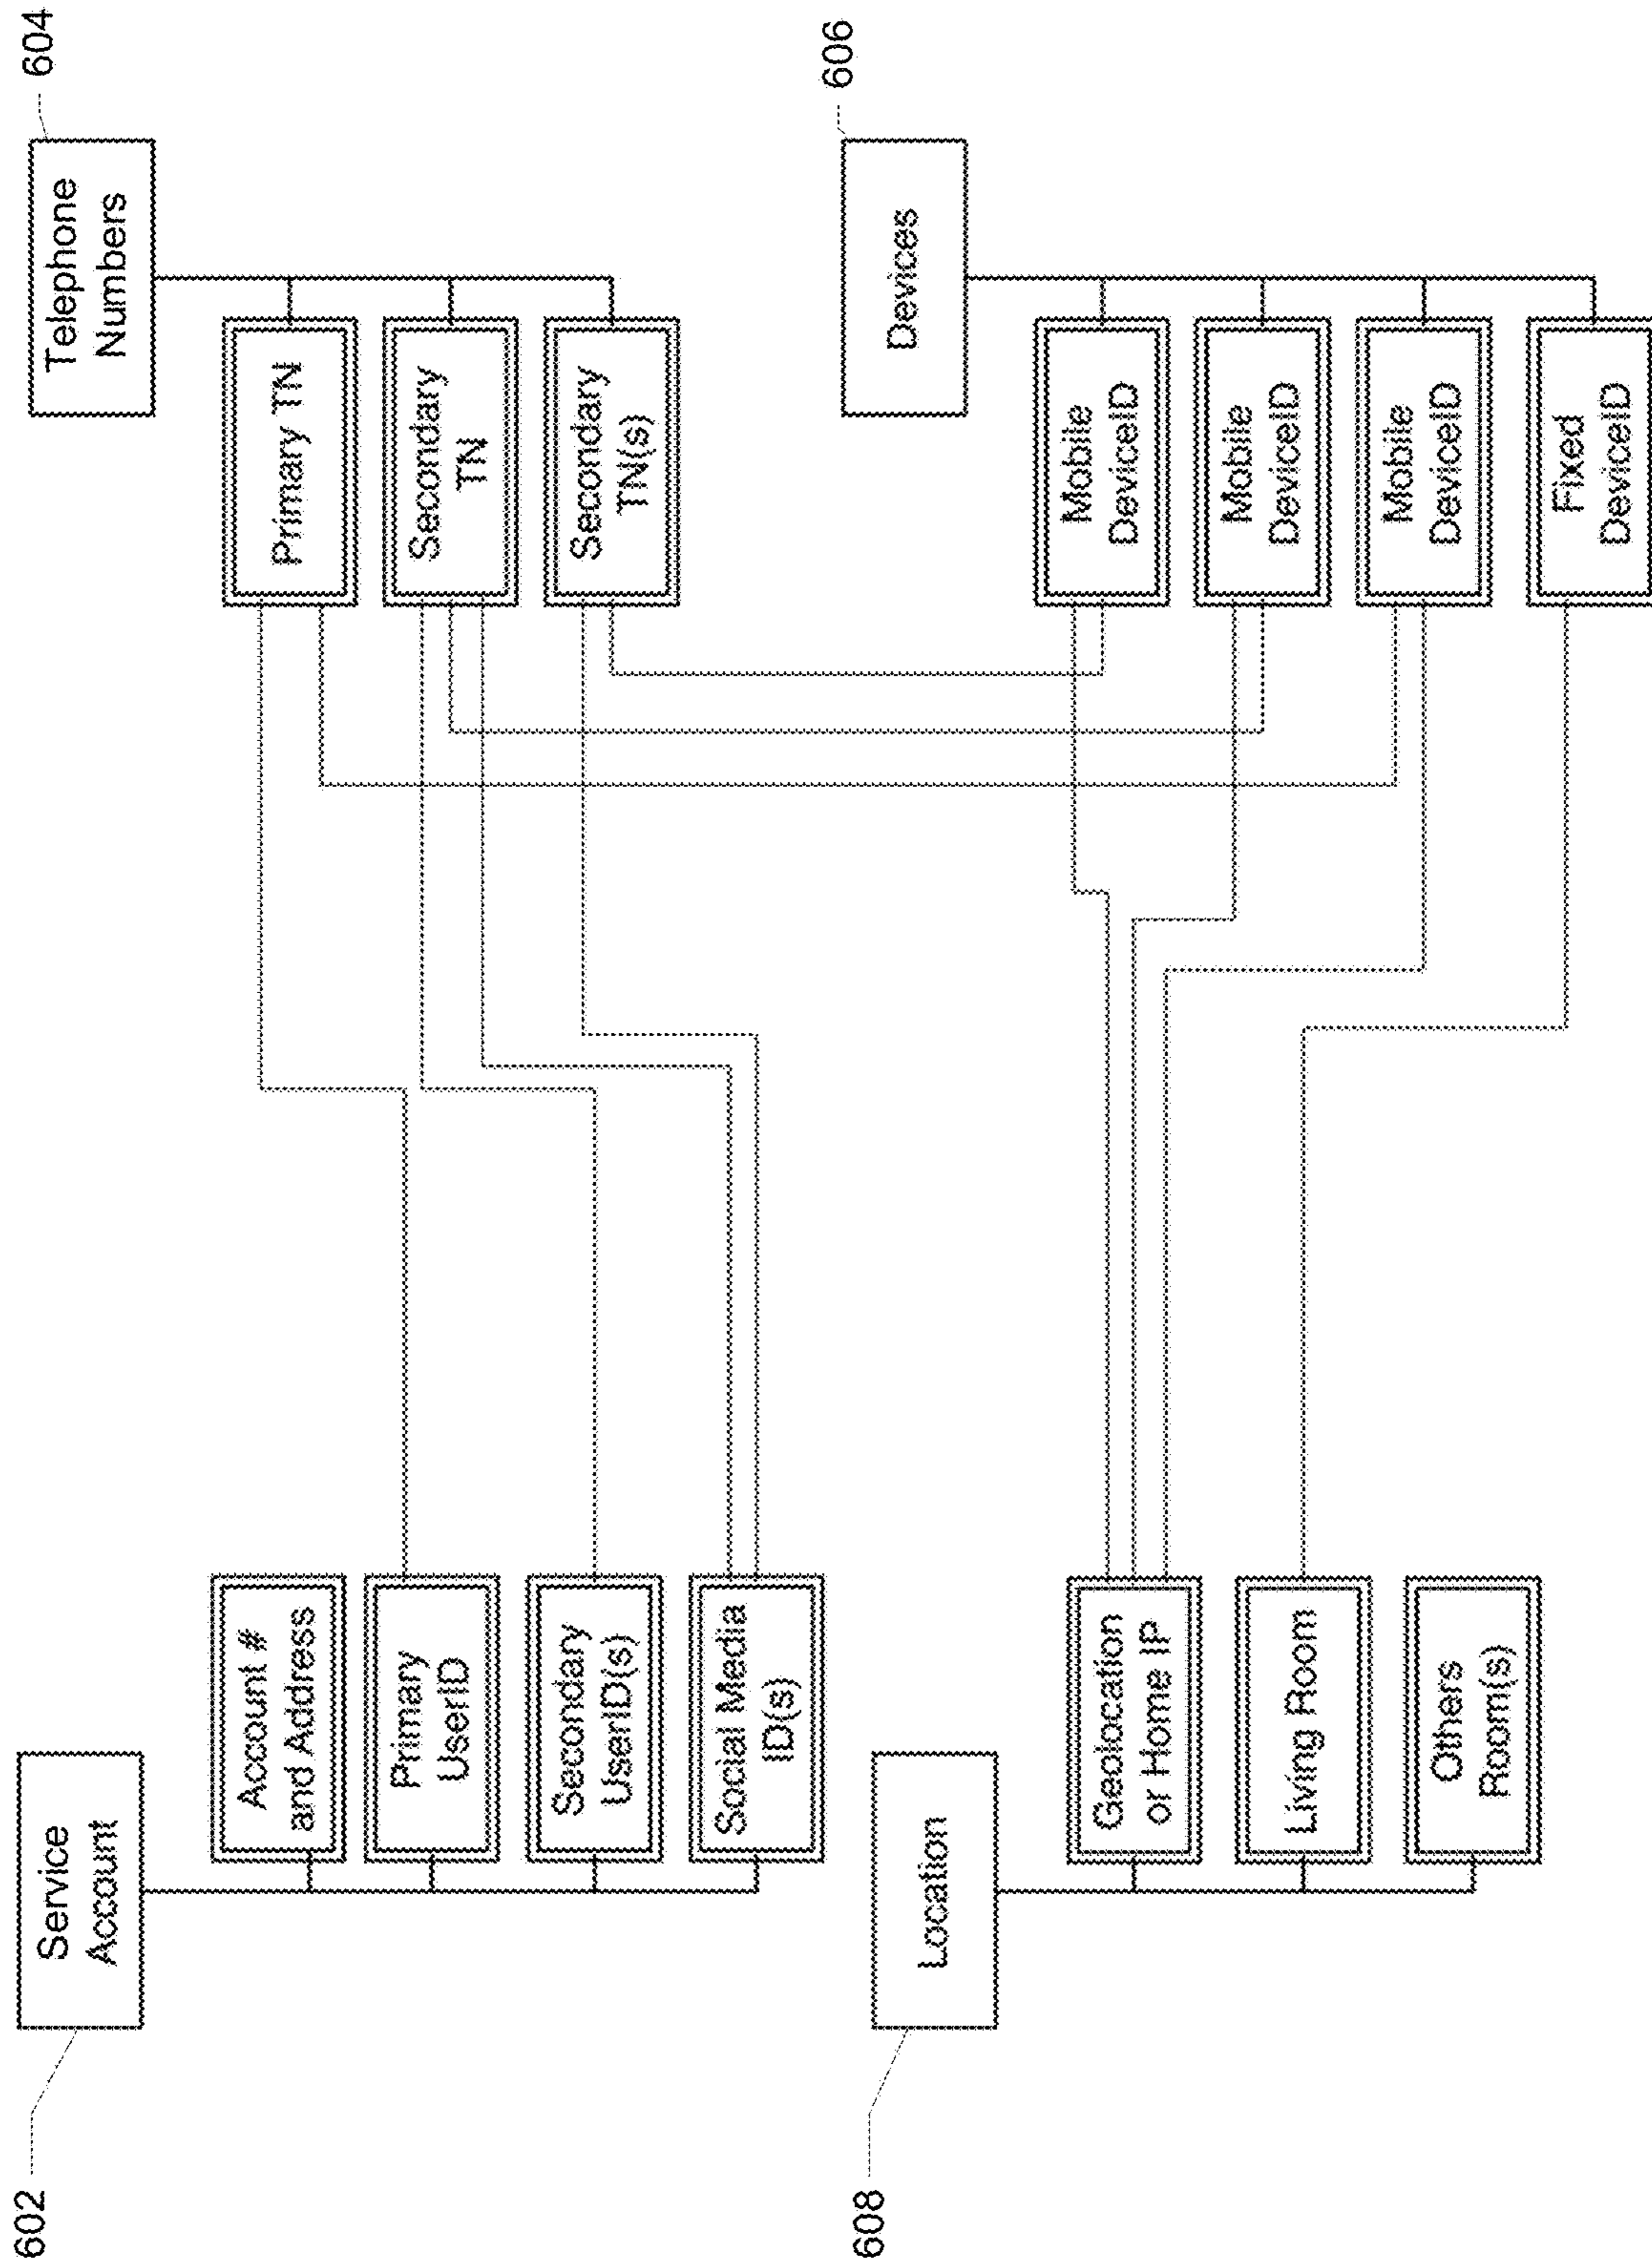 602
Service
Account
Account #
and Address
Primary
UserID
Secondary
UserID(s)
Social Media
ID(s)
604
Telephone
Numbers
Primary TN
Secondary
TN
Secondary
TN(s)
608
Location
Geolocation
or Home IP
Living Room
Others
Room(s)
606
Devices
Mobile
DeviceID
Mobile
DeviceID
Mobile
DeviceID
Fixed
DeviceID